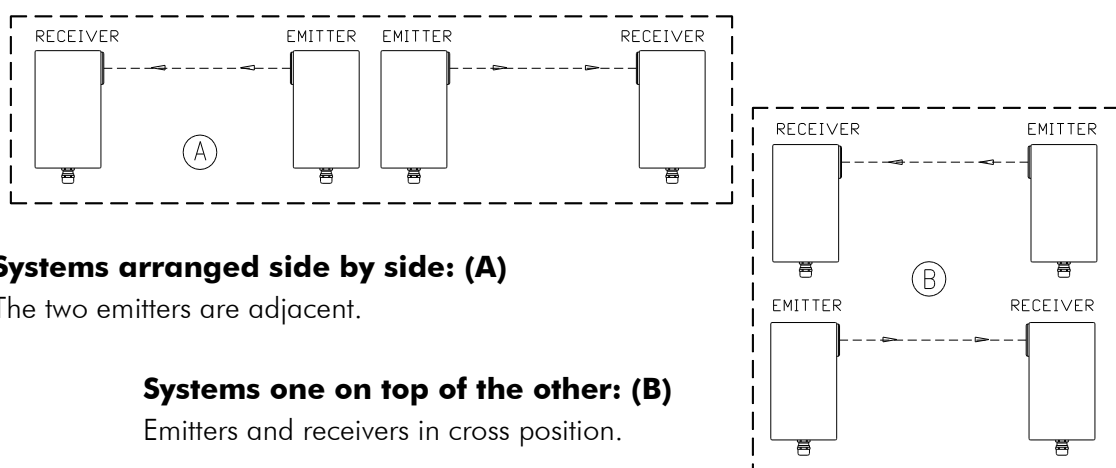 RECEIVER EMITTER EMITTER RECEIVER
A
RECEIVER EMITTER
B
EMITTER RECEIVER
Systems arranged side by side: (A)
The two emitters are adjacent.
Systems one on top of the other: (B)
Emitters and receivers in cross position.